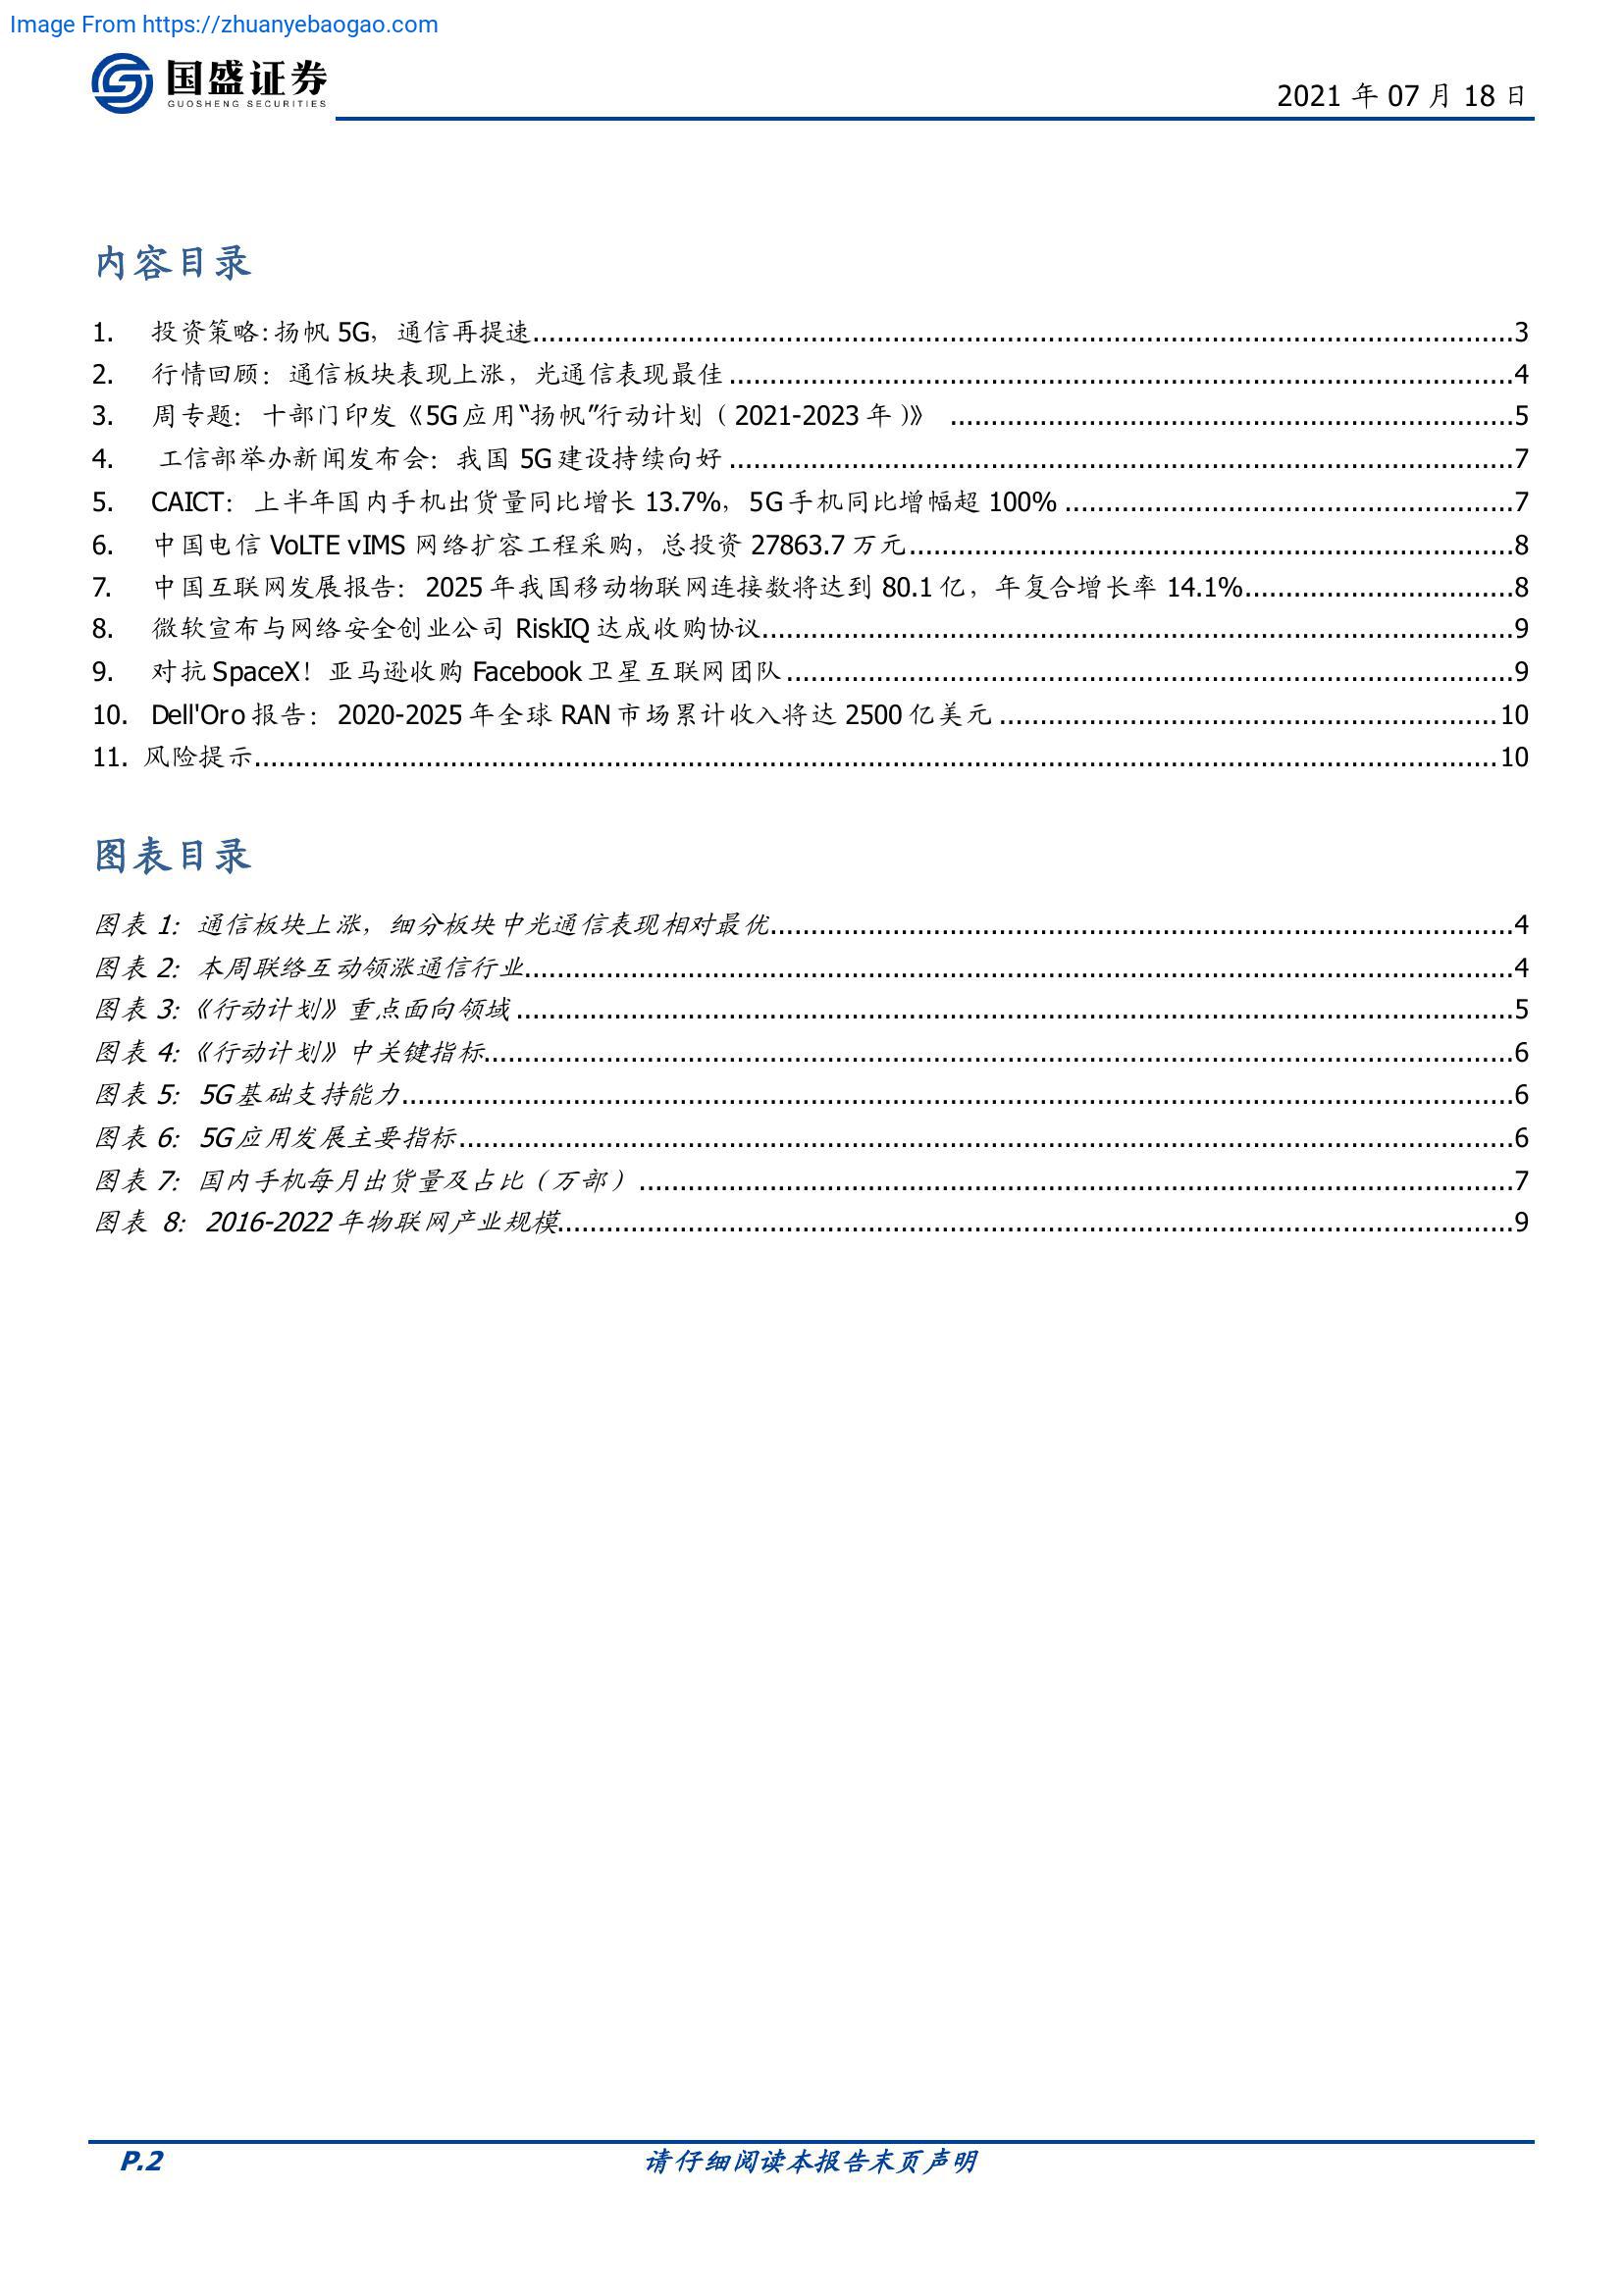 Image From https://zhuanyebaogao.com
国盛证券
GUOSHENG SECURITIES
2021 年 07 月 18 日
内容目录
1. 投资策略:扬帆 5G，通信再提速 3
2. 行情回顾：通信板块表现上涨，光通信表现最佳 4
3. 周专题：十部门印发《5G 应用“扬帆”行动计划（2021-2023 年）》 5
4. 工信部举办新闻发布会：我国 5G 建设持续向好 7
5. CAICT：上半年国内手机出货量同比增长 13.7%，5G 手机同比增幅超 100% 7
6. 中国电信 VoLTE vIMS 网络扩容工程采购，总投资 27863.7 万元 8
7. 中国互联网发展报告：2025 年我国移动物联网连接数将达到 80.1 亿，年复合增长率 14.1% 8
8. 微软宣布与网络安全创业公司 RiskIQ 达成收购协议 9
9. 对抗 SpaceX！亚马逊收购 Facebook 卫星互联网团队 9
10. Dell'Oro 报告：2020-2025 年全球 RAN 市场累计收入将达 2500 亿美元 10
11. 风险提示 10
图表目录
图表 1：通信板块上涨，细分板块中光通信表现相对最优 4
图表 2：本周联络互动领涨通信行业 4
图表 3:《行动计划》重点面向领域 5
图表 4:《行动计划》中关键指标 6
图表 5：5G 基础支持能力 6
图表 6：5G 应用发展主要指标 6
图表 7：国内手机每月出货量及占比（万部） 7
图表 8：2016-2022 年物联网产业规模 9
P.2
请仔细阅读本报告末页声明